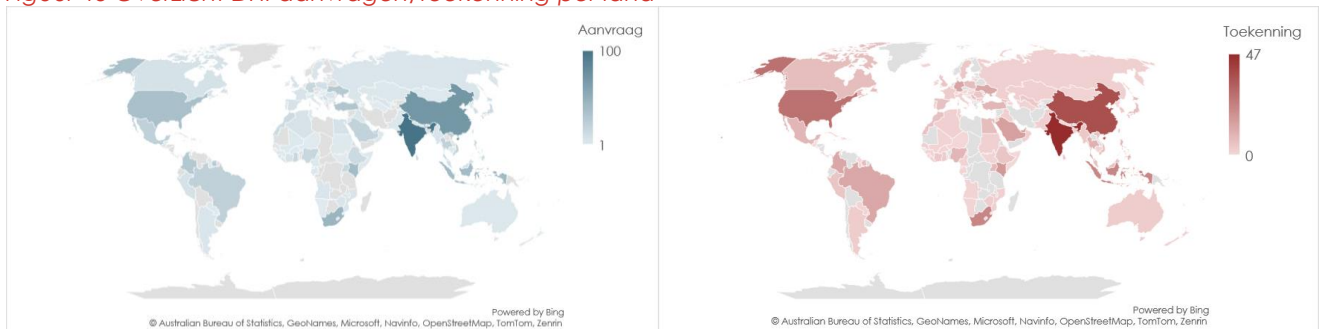 Aanvraag
100
1
Powered by Bing
© Australian Bureau of Statistics, GeoNames, Microsoft, Navinfo, OpenStreetMap, TomTom, Zenrin
Toekenning
47
0
Powered by Bing
© Australian Bureau of Statistics, GeoNames, Microsoft, Navinfo, OpenStreetMap, TomTom, Zenrin